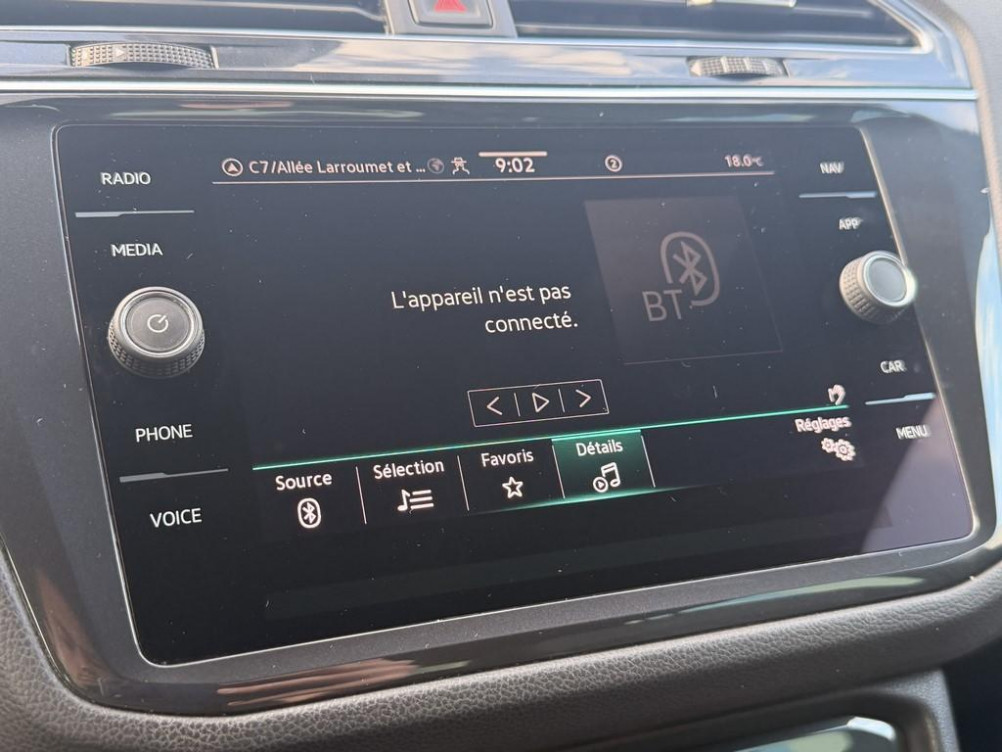 C7/Allée Larroumet et ... 9:02 2 18.0°C
RADIO
MEDIA
PHONE
VOICE
NAV
APP
CAR
MENU
L'appareil n'est pas
connecté.
BT
Source
Sélection
Favoris
Détails
Réglages